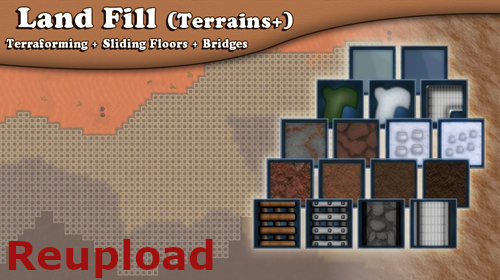 Land Fill (Terrains+)
Terraforming + Sliding Floors + Bridges
Reupload